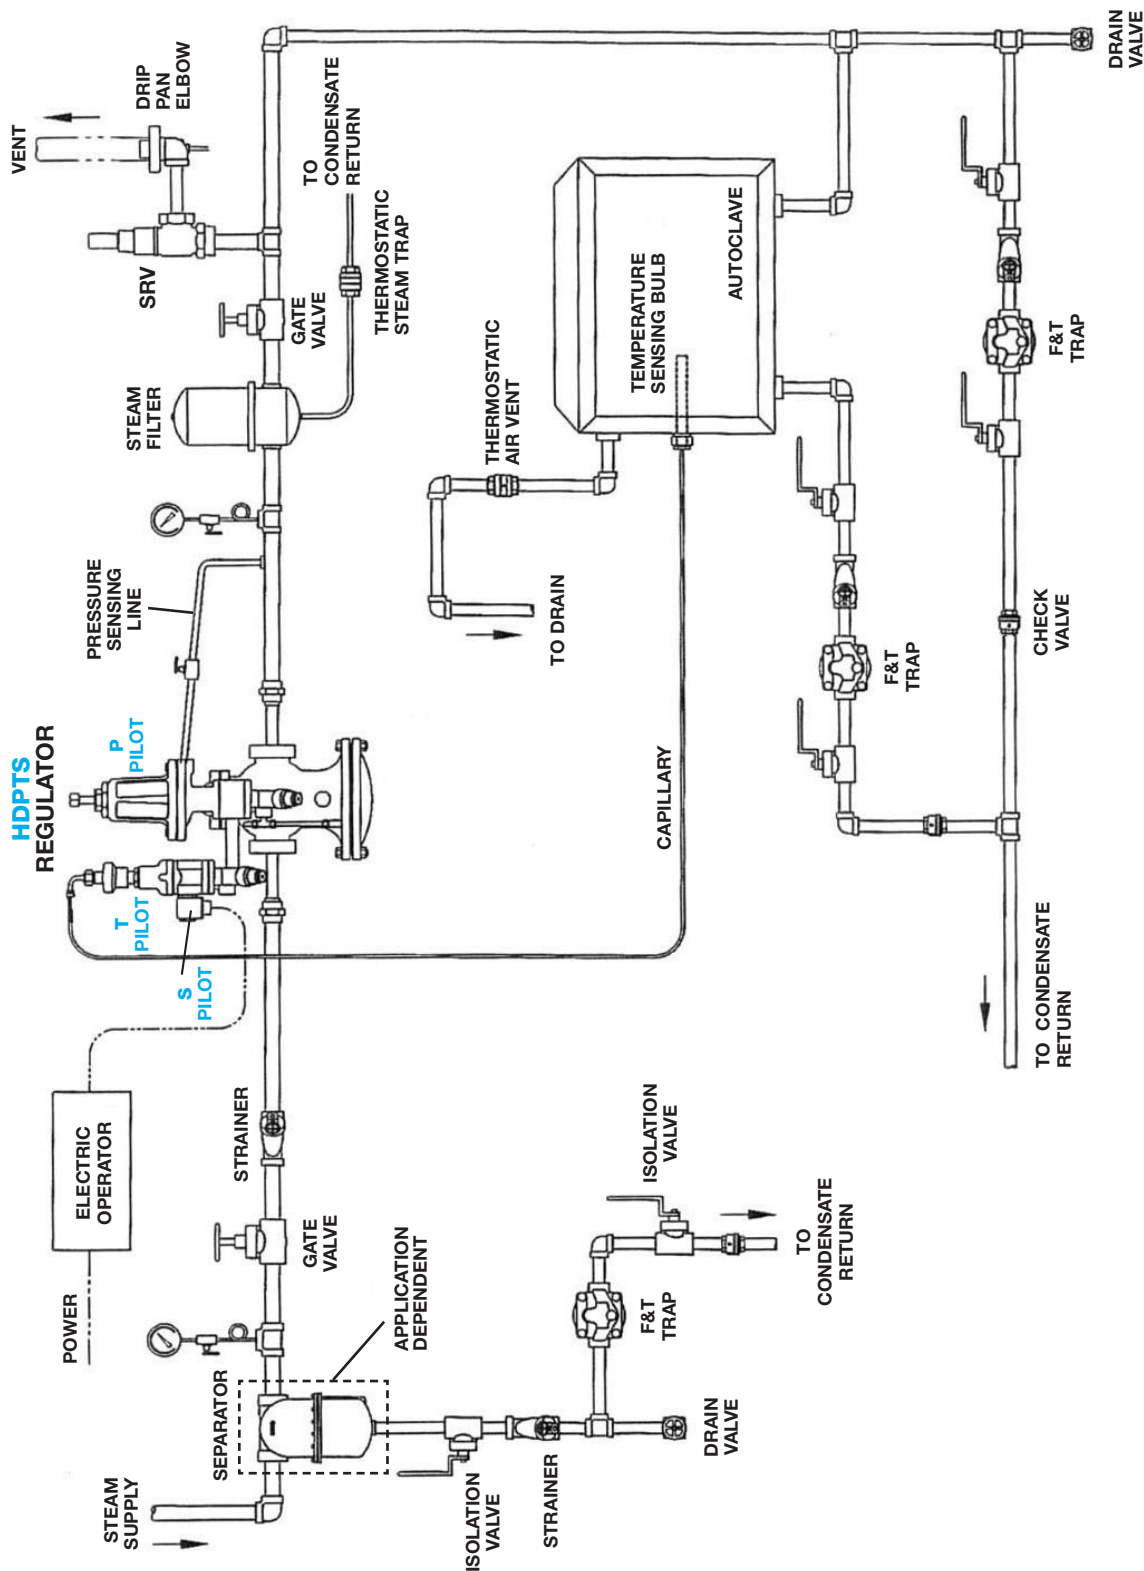 STEAM
SUPPLY
SEPARATOR
APPLICATION
DEPENDENT
ISOLATION
VALVE
STRAINER
DRAIN
VALVE
F&T
TRAP
ISOLATION
VALVE
TO
CONDENSATE
RETURN
POWER
ELECTRIC
OPERATOR
GATE
VALVE
STRAINER
HDPTS
REGULATOR
S
PILOT
T
PILOT
P
PILOT
PRESSURE
SENSING
LINE
CAPILLARY
STEAM
FILTER
GATE
VALVE
THERMOSTATIC
STEAM TRAP
TO
CONDENSATE
RETURN
SRV
VENT
DRIP
PAN
ELBOW
THERMOSTATIC
AIR VENT
TO DRAIN
TEMPERATURE
SENSING BULB
AUTOCLAVE
F&T
TRAP
F&T
TRAP
CHECK
VALVE
TO CONDENSATE
RETURN
DRAIN
VALVE